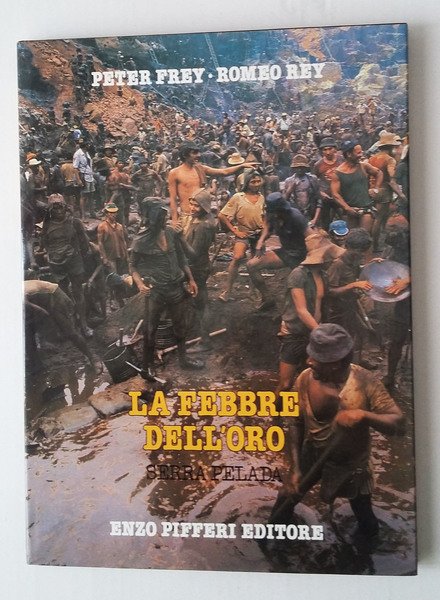 PETER FREY · ROMEO REY
LA FEBBRE
DELL'ORO
SERRA PELADA
ENZO PIFFERI EDITORE